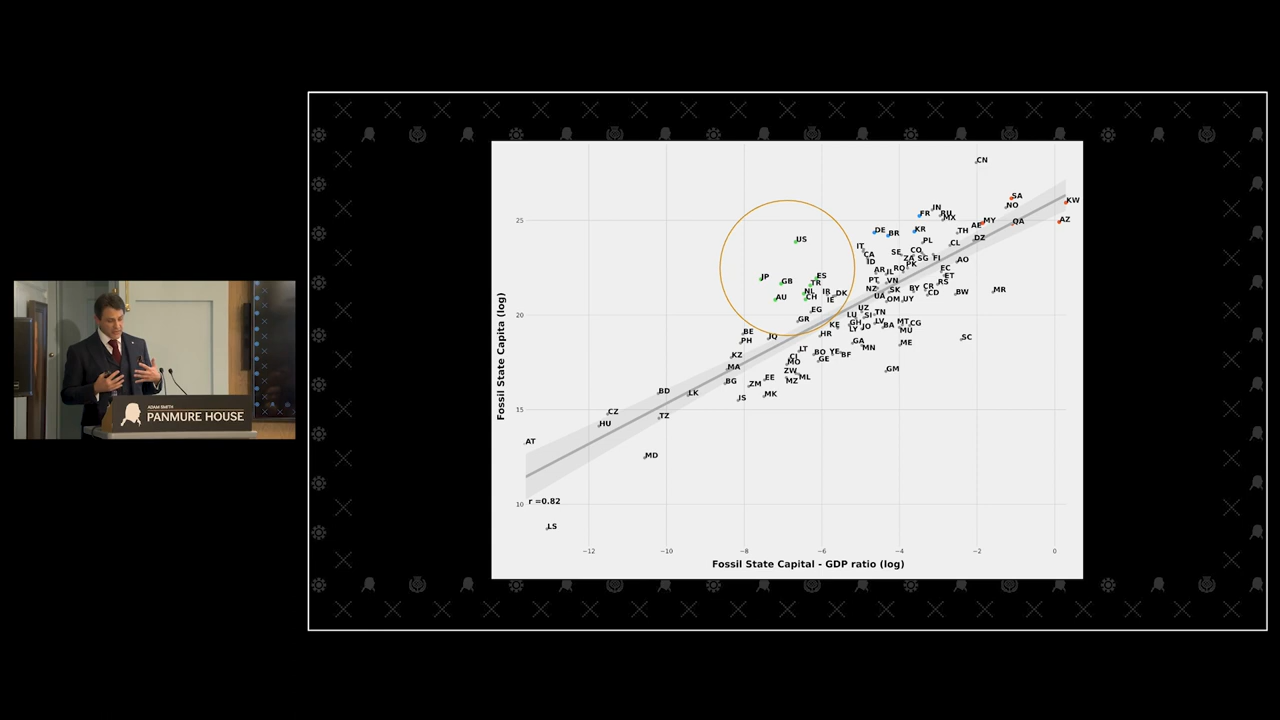 ADAM SMITH
PANMURE HOUSE
Fossil State Capita (log)
25
20
15
10
CN
SA
KW
NO
IN
FR
RU
MX
MY
QA
AZ
AE
DE
BR
KR
TH
US
PL
DZ
CL
IT
CO
SE
CA
ZA
SG
FI
AO
ID
PK
RO
EC
AR
IL
ET
JP
GB
ES
TR
PT
VN
RS
CR
NZ
BY
SK
CD
BW
MR
NL
IR
DK
AU
CH
IE
UA
OM
UY
EG
UZ
LU
SI
TN
GR
GH
LV
MT
CG
KE
LY
JO
BA
MU
BE
IQ
HR
SC
PH
GA
ME
MN
LT
BO
YE
BF
KZ
CI
GE
MO
MA
ZW
GM
BG
EE
MZ
ML
ZM
BD
LK
IS
MK
CZ
TZ
HU
AT
MD
r =0.82
LS
−12
−10
−8
−6
−4
−2
0
Fossil State Capital - GDP ratio (log)